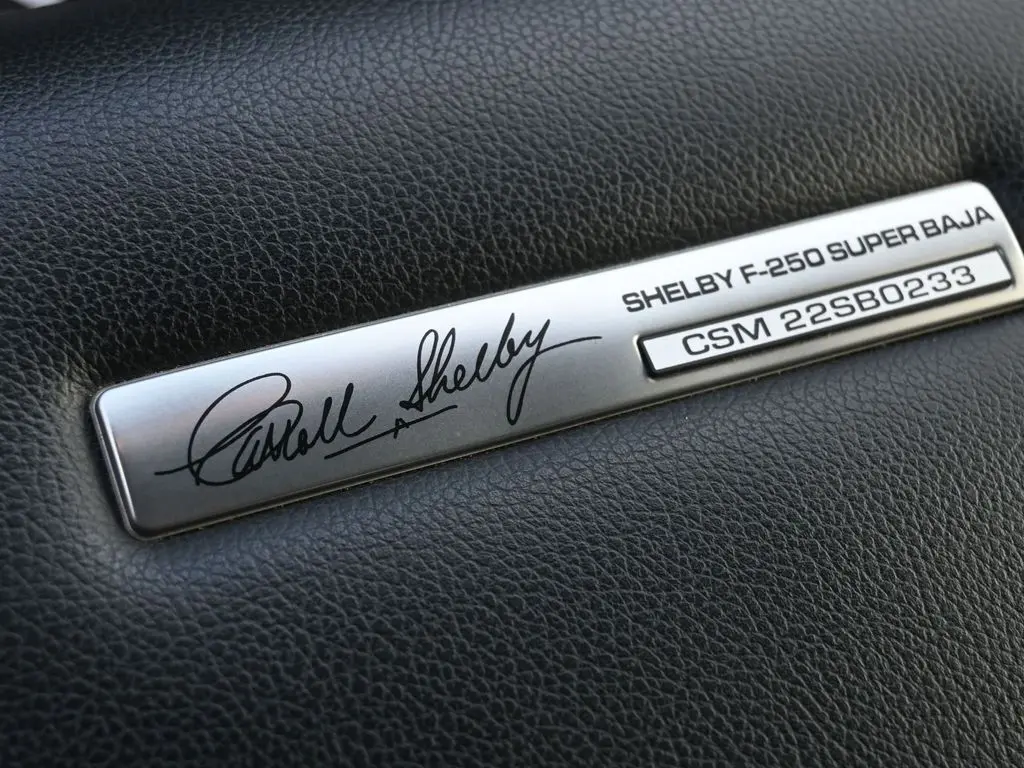 Carroll Shelby
SHELBY F-250 SUPER BAJA
CSM 22SB0233